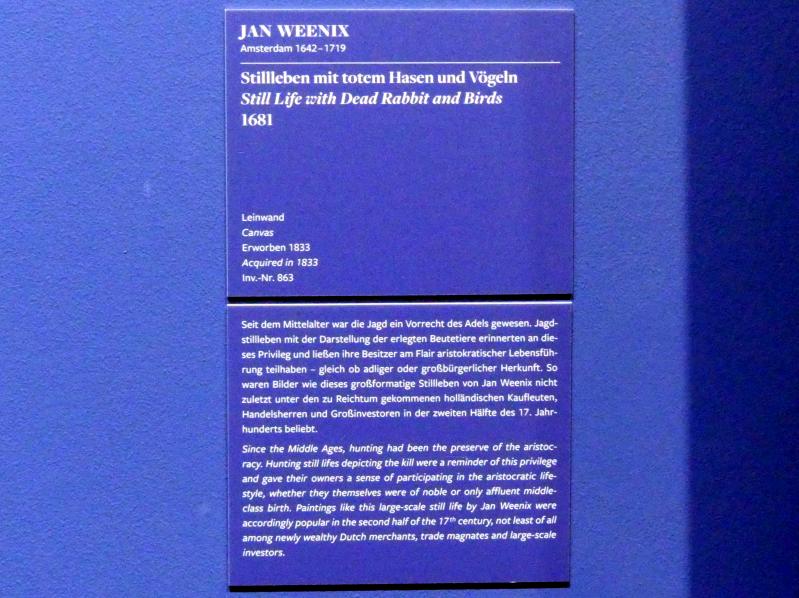 JAN WEENIX
Amsterdam 1642–1719
Stillleben mit totem Hasen und Vögeln
Still Life with Dead Rabbit and Birds
1681
Leinwand
Canvas
Erworben 1833
Acquired in 1833
Inv.-Nr. 863
Seit dem Mittelalter war die Jagd ein Vorrecht des Adels gewesen. Jagd-
stillleben mit der Darstellung der erlegten Beutetiere erinnerten an die-
ses Privileg und ließen ihre Besitzer am Flair aristokratischer Lebensfüh-
rung teilhaben – gleich ob adliger oder großbürgerlicher Herkunft. So
waren Bilder wie dieses großformatige Stillleben von Jan Weenix nicht
zuletzt unter den zu Reichtum gekommenen holländischen Kaufleuten,
Handelsherren und Großinvestoren in der zweiten Hälfte des 17. Jahr-
hunderts beliebt.
Since the Middle Ages, hunting had been the preserve of the aristoc-
racy. Hunting still lifes depicting the kill were a reminder of this privilege
and gave their owners a sense of participating in the aristocratic life-
style, whether they themselves were of noble or only affluent middle-
class birth. Paintings like this large-scale still life by Jan Weenix were
accordingly popular in the second half of the 17th century, not least of all
among newly wealthy Dutch merchants, trade magnates and large-scale
investors.